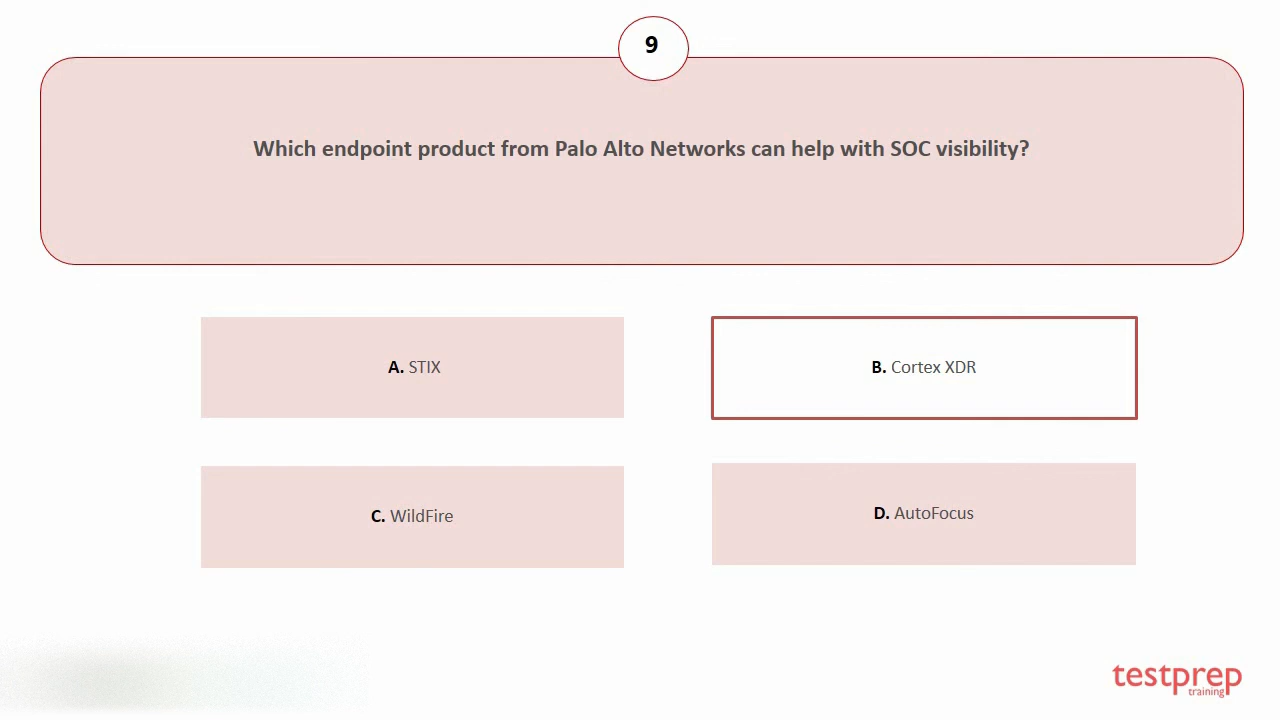 9
Which endpoint product from Palo Alto Networks can help with SOC visibility?
A. STIX
B. Cortex XDR
C. WildFire
D. AutoFocus
testprep
training